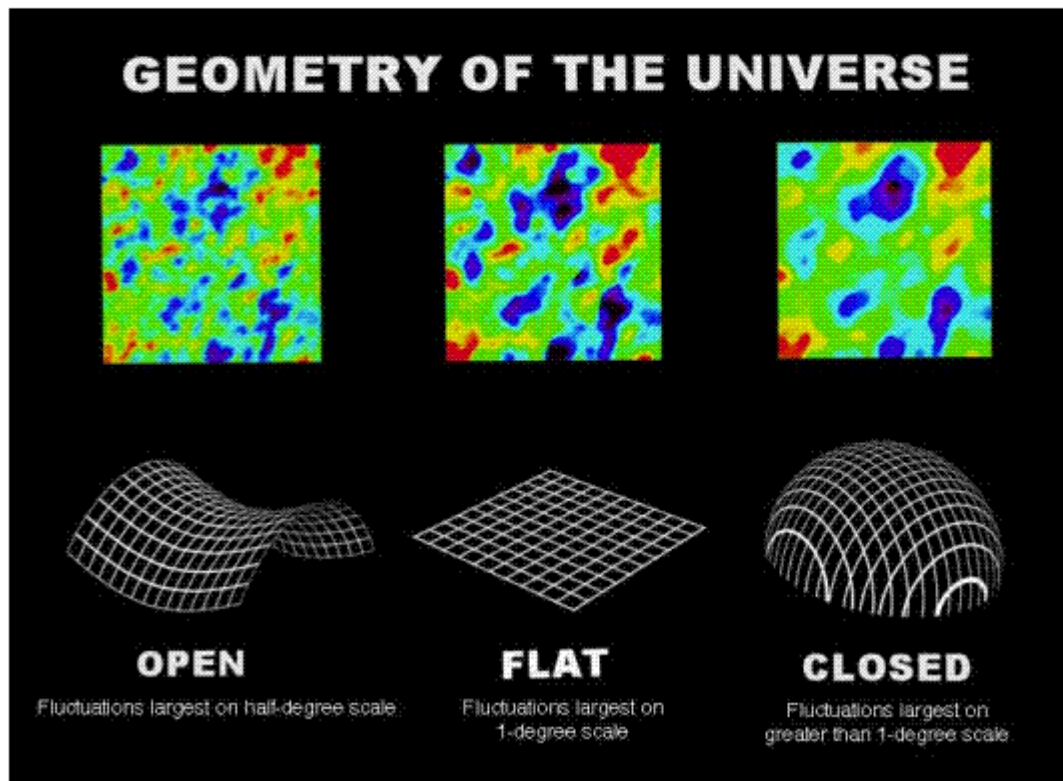 GEOMETRY OF THE UNIVERSE
OPEN
Fluctuations largest on half-degree scale
FLAT
Fluctuations largest on
1-degree scale
CLOSED
Fluctuations largest on
greater than 1-degree scale